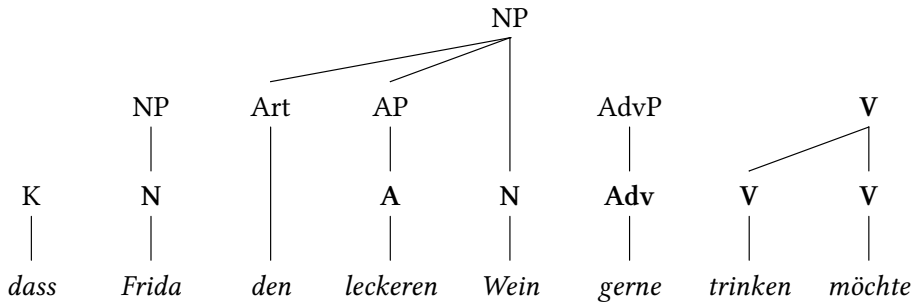 NP
NP Art AP AdvP V
K N A N Adv V V
dass Frida den leckeren Wein gerne trinken möchte